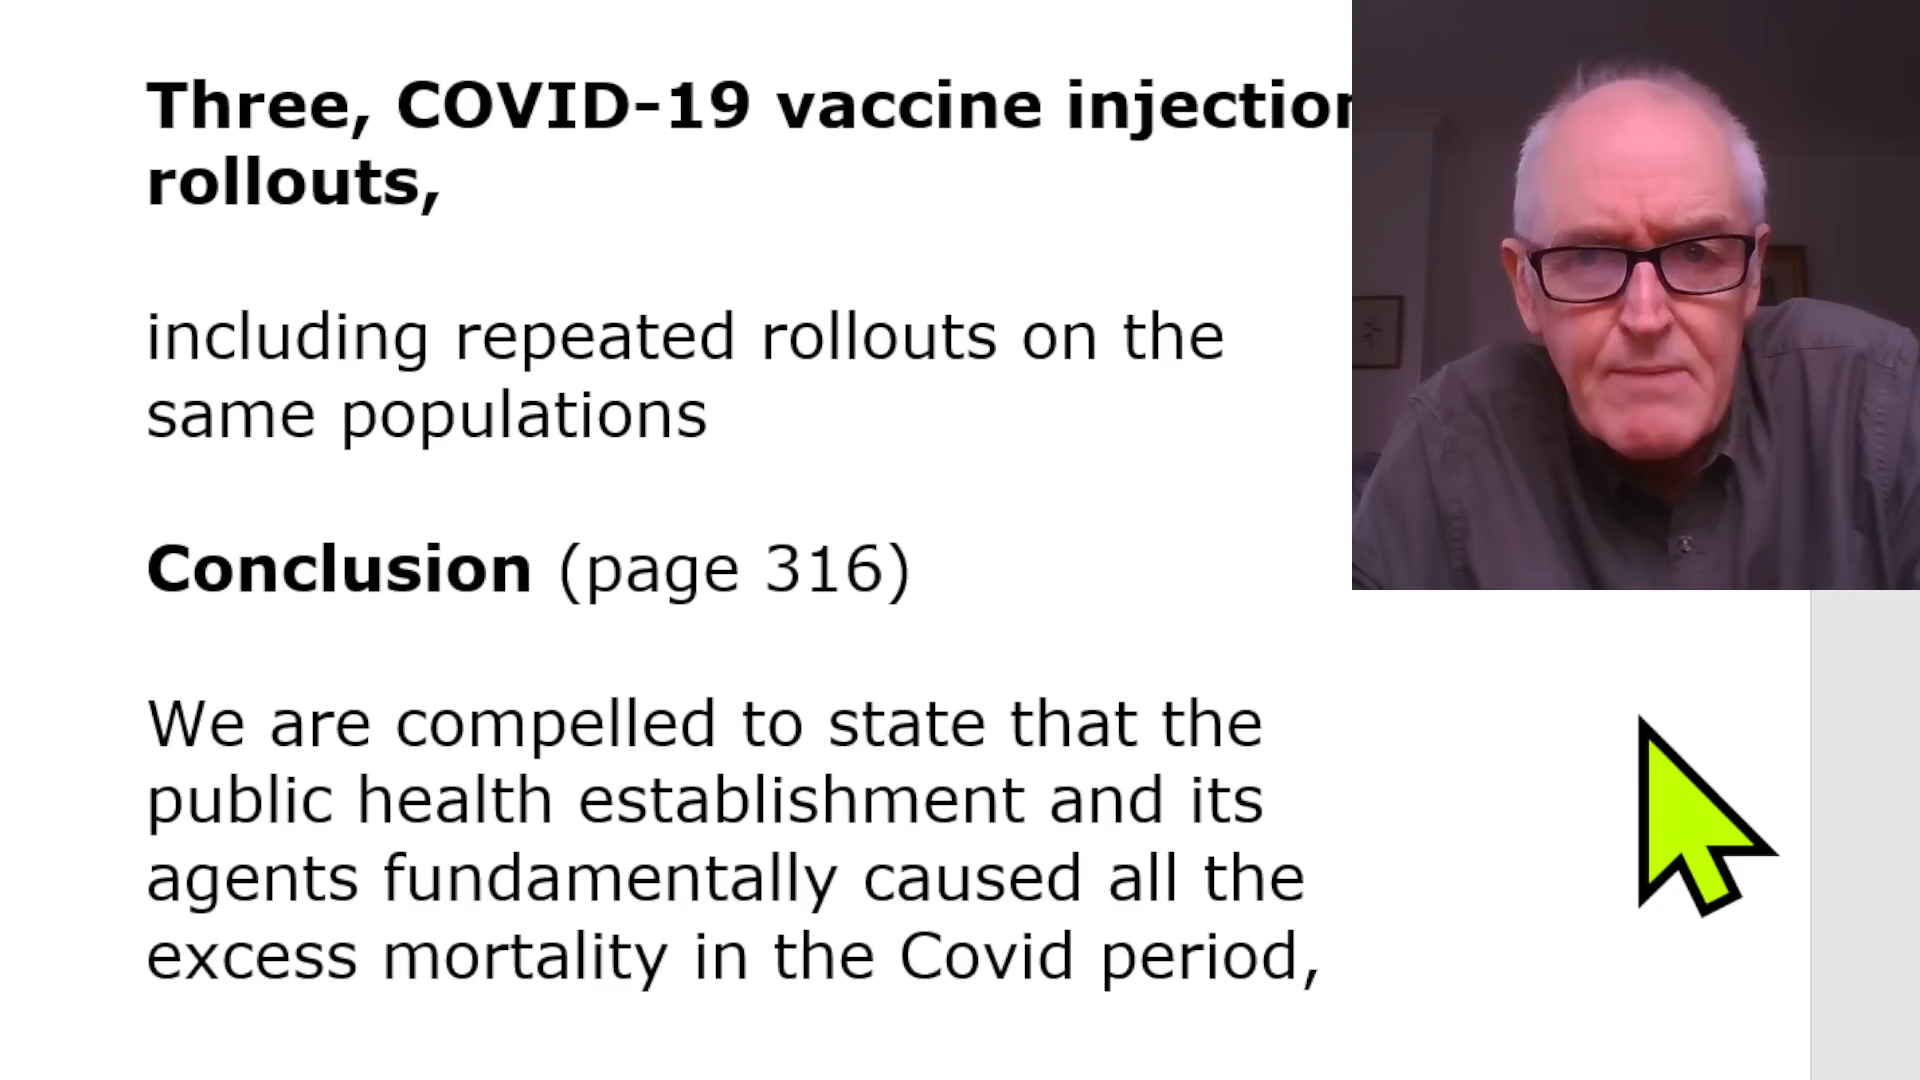 Three, COVID-19 vaccine injection
rollouts,
including repeated rollouts on the
same populations
Conclusion (page 316)
We are compelled to state that the
public health establishment and its
agents fundamentally caused all the
excess mortality in the Covid period,